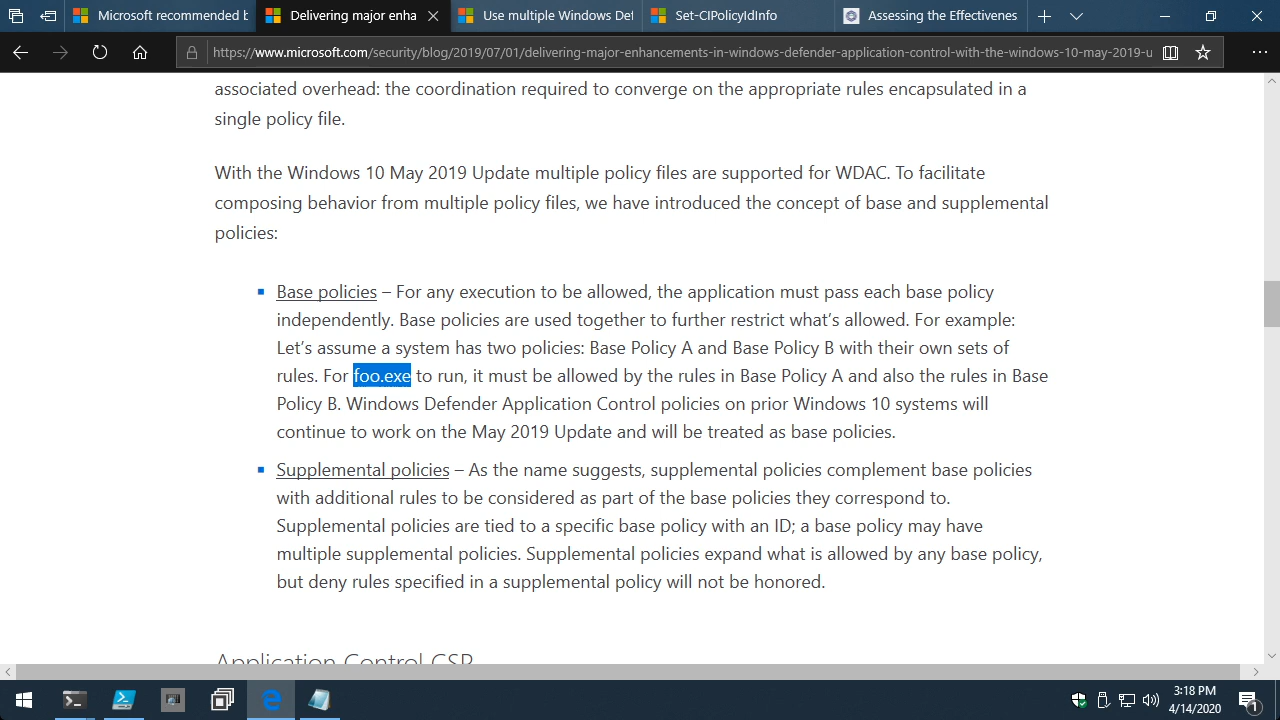 Microsoft recommended b
Delivering major enha
Use multiple Windows Def
Set-CIPolicyIdInfo
Assessing the Effectivenes
https://www.microsoft.com/security/blog/2019/07/01/delivering-major-enhancements-in-windows-defender-application-control-with-the-windows-10-may-2019-u
associated overhead: the coordination required to converge on the appropriate rules encapsulated in a
single policy file.
With the Windows 10 May 2019 Update multiple policy files are supported for WDAC. To facilitate
composing behavior from multiple policy files, we have introduced the concept of base and supplemental
policies:
Base policies – For any execution to be allowed, the application must pass each base policy
independently. Base policies are used together to further restrict what’s allowed. For example:
Let’s assume a system has two policies: Base Policy A and Base Policy B with their own sets of
rules. For foo.exe to run, it must be allowed by the rules in Base Policy A and also the rules in Base
Policy B. Windows Defender Application Control policies on prior Windows 10 systems will
continue to work on the May 2019 Update and will be treated as base policies.
Supplemental policies – As the name suggests, supplemental policies complement base policies
with additional rules to be considered as part of the base policies they correspond to.
Supplemental policies are tied to a specific base policy with an ID; a base policy may have
multiple supplemental policies. Supplemental policies expand what is allowed by any base policy,
but deny rules specified in a supplemental policy will not be honored.
Application Control CSP
3:18 PM
4/14/2020
1